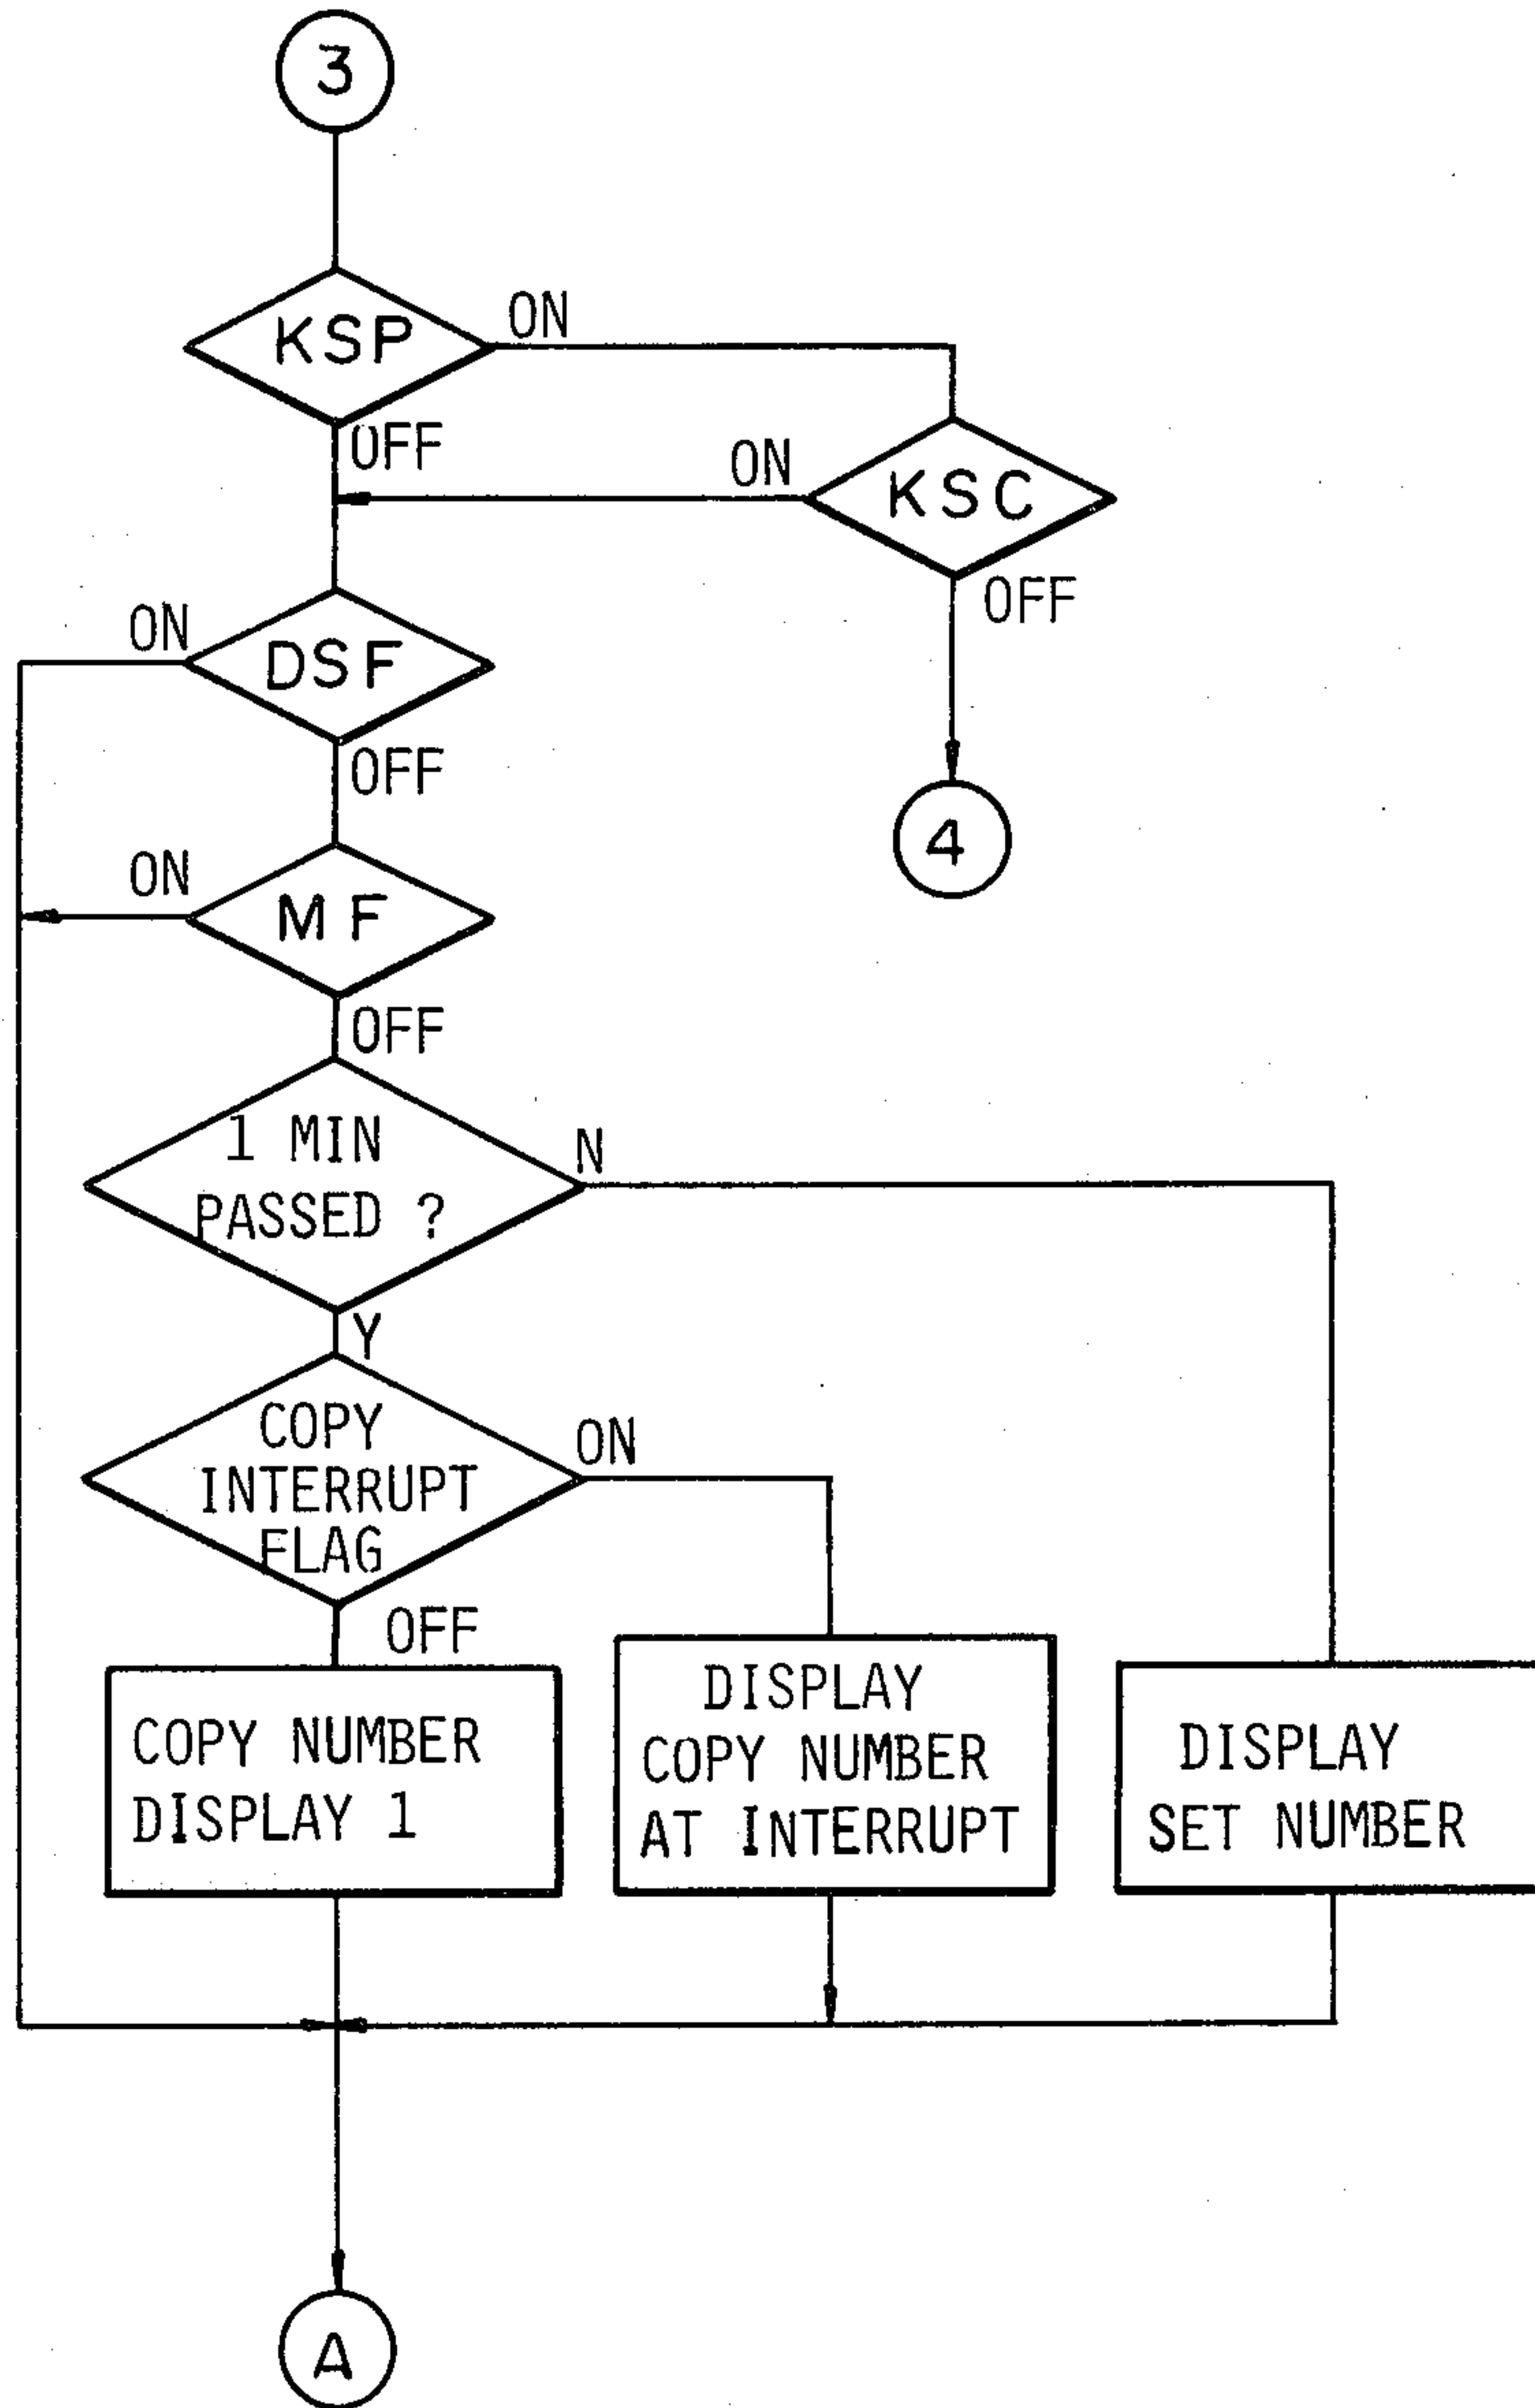 3
KSP
ON
OFF
ON
KSC
OFF
ON
DSF
OFF
4
ON
MF
OFF
1 MIN
PASSED ?
N
Y
COPY
INTERRUPT
FLAG
ON
OFF
COPY NUMBER
DISPLAY 1
DISPLAY
COPY NUMBER
AT INTERRUPT
DISPLAY
SET NUMBER
A